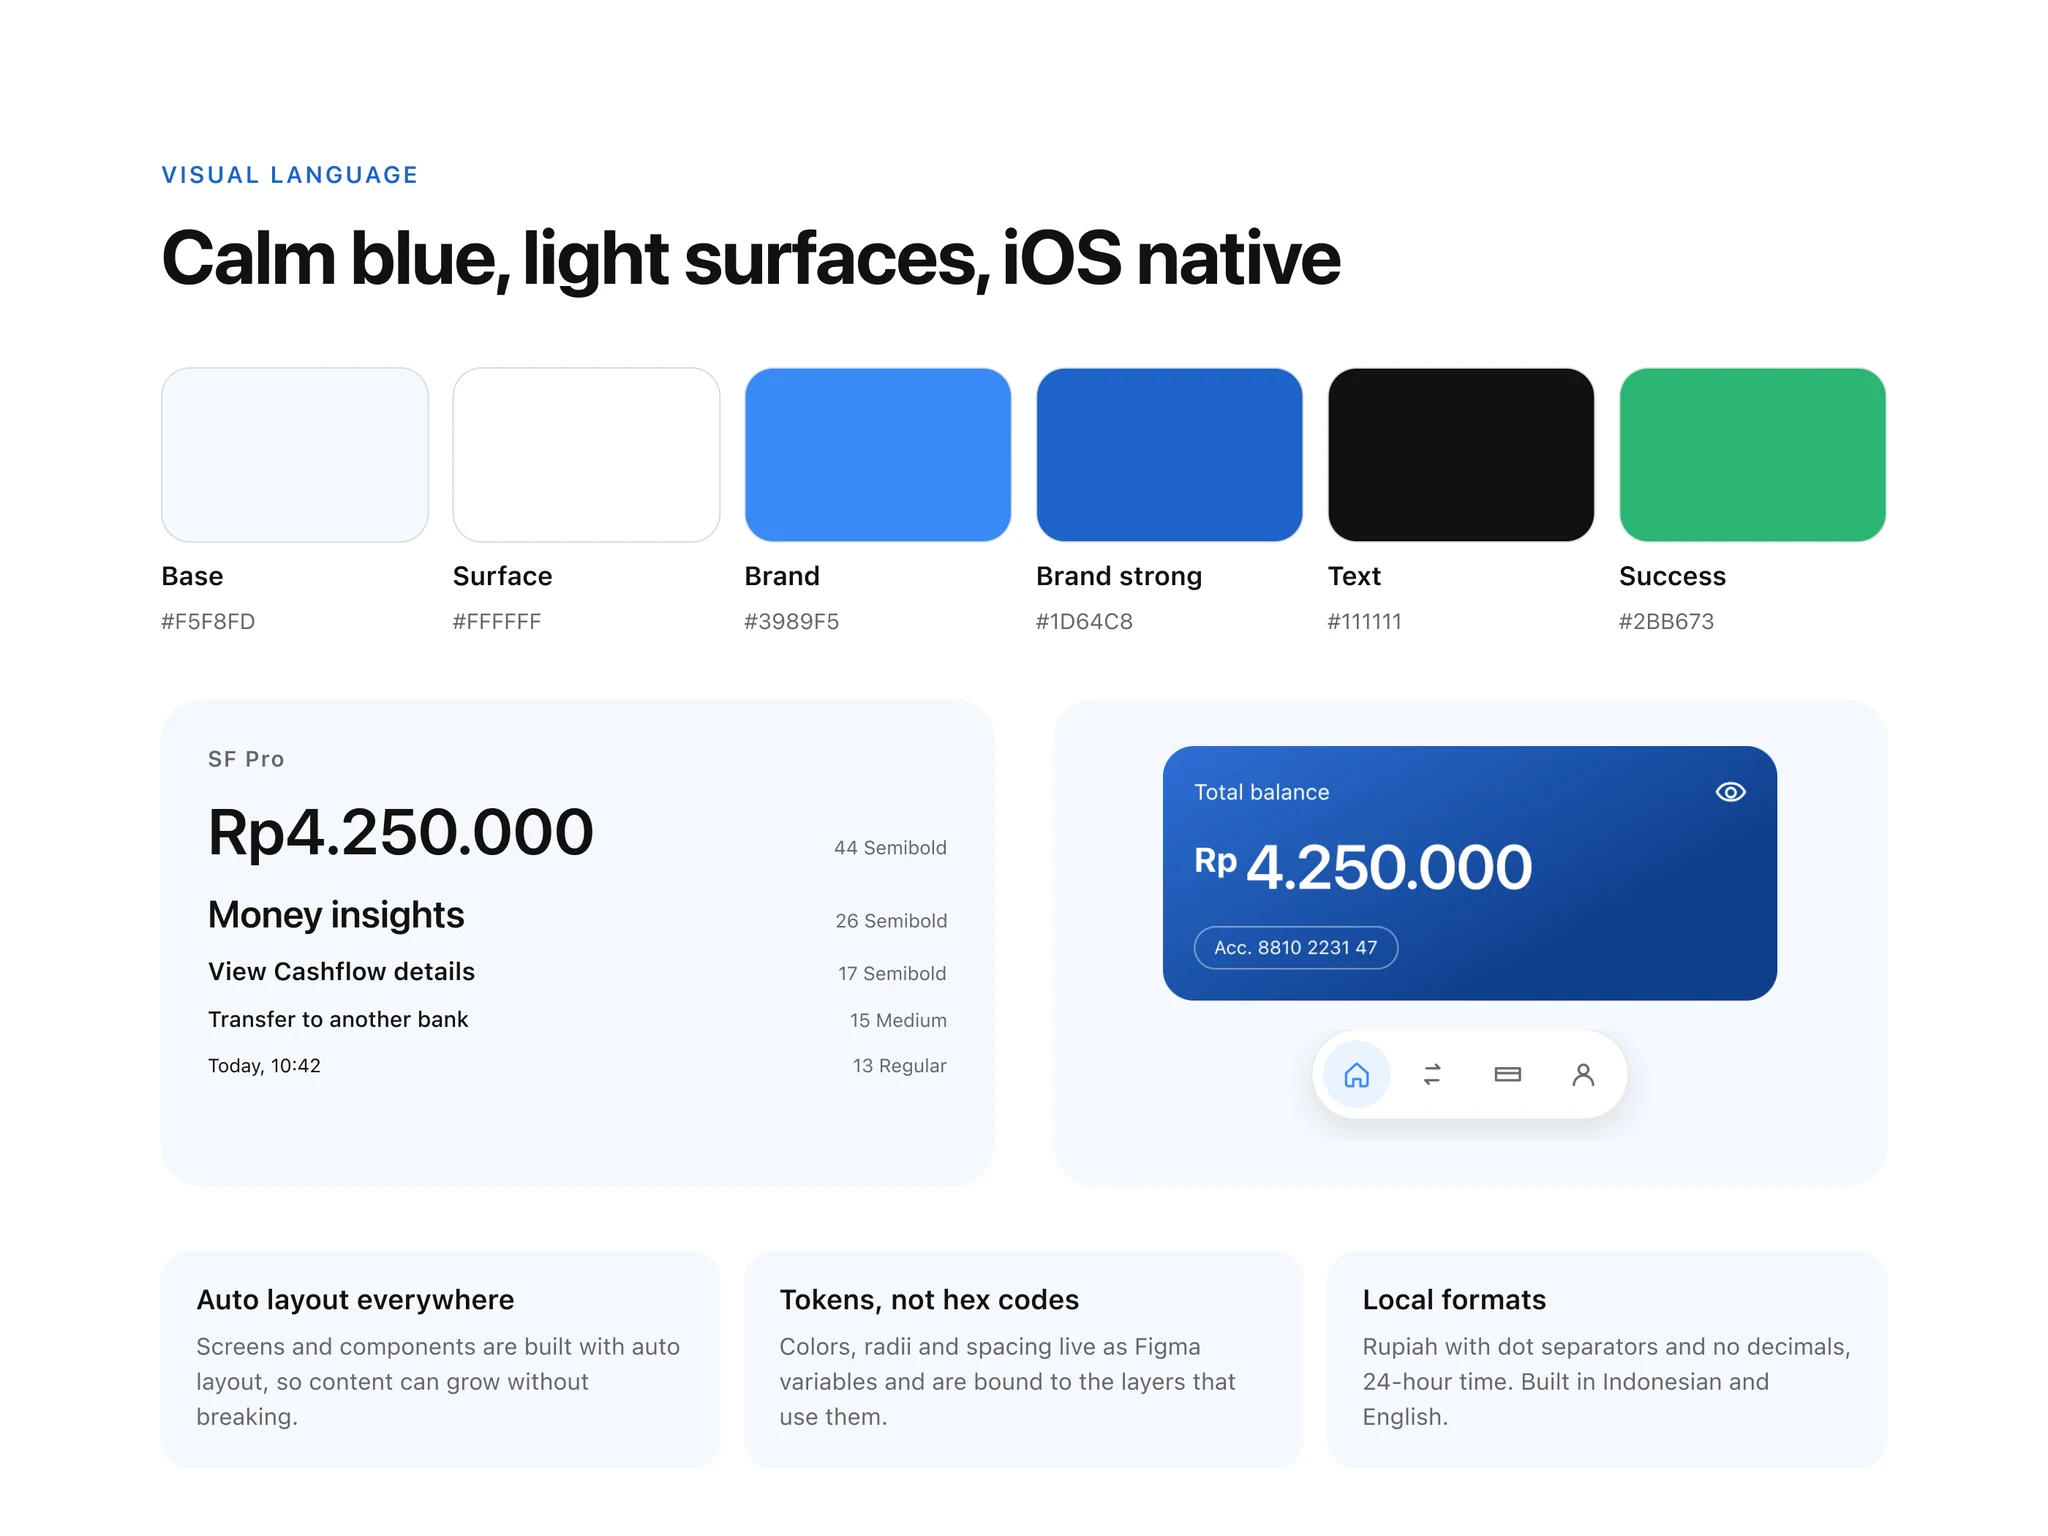 VISUAL LANGUAGE
Calm blue, light surfaces, iOS native
Base
#F5F8FD
Surface
#FFFFFF
Brand
#3989F5
Brand strong
#1D64C8
Text
#111111
Success
#2BB673
SF Pro
Rp4.250.000
44 Semibold
Money insights
26 Semibold
View Cashflow details
17 Semibold
Transfer to another bank
15 Medium
Today, 10:42
13 Regular
Total balance
Rp 4.250.000
Acc. 8810 2231 47
Auto layout everywhere
Screens and components are built with auto
layout, so content can grow without
breaking.
Tokens, not hex codes
Colors, radii and spacing live as Figma
variables and are bound to the layers that
use them.
Local formats
Rupiah with dot separators and no decimals,
24-hour time. Built in Indonesian and
English.